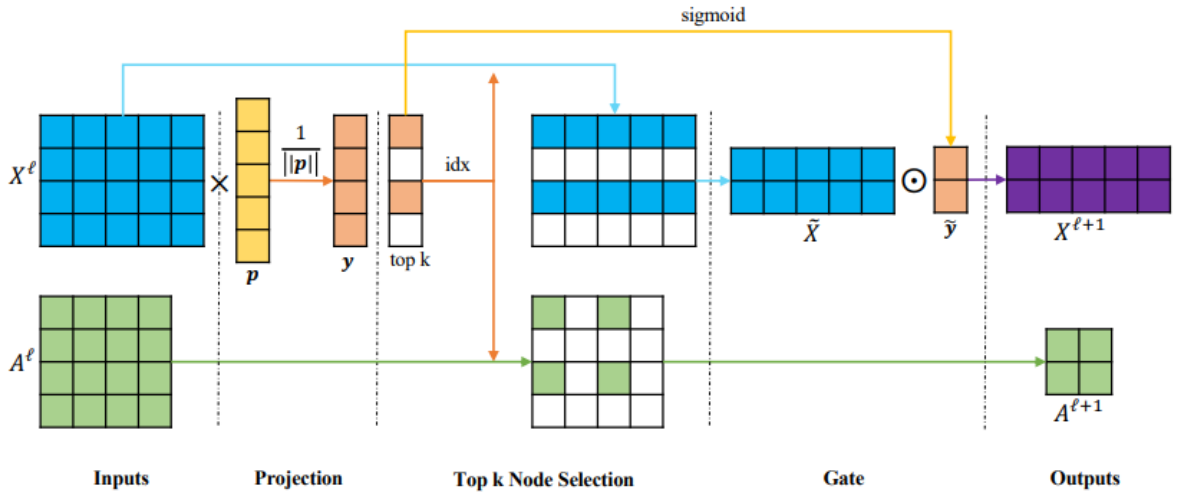 sigmoid
X^ℓ
×
1
||p||
idx
p
y
top k
⊙
X̃
ỹ
X^{ℓ+1}
A^ℓ
A^{ℓ+1}
Inputs
Projection
Top k Node Selection
Gate
Outputs